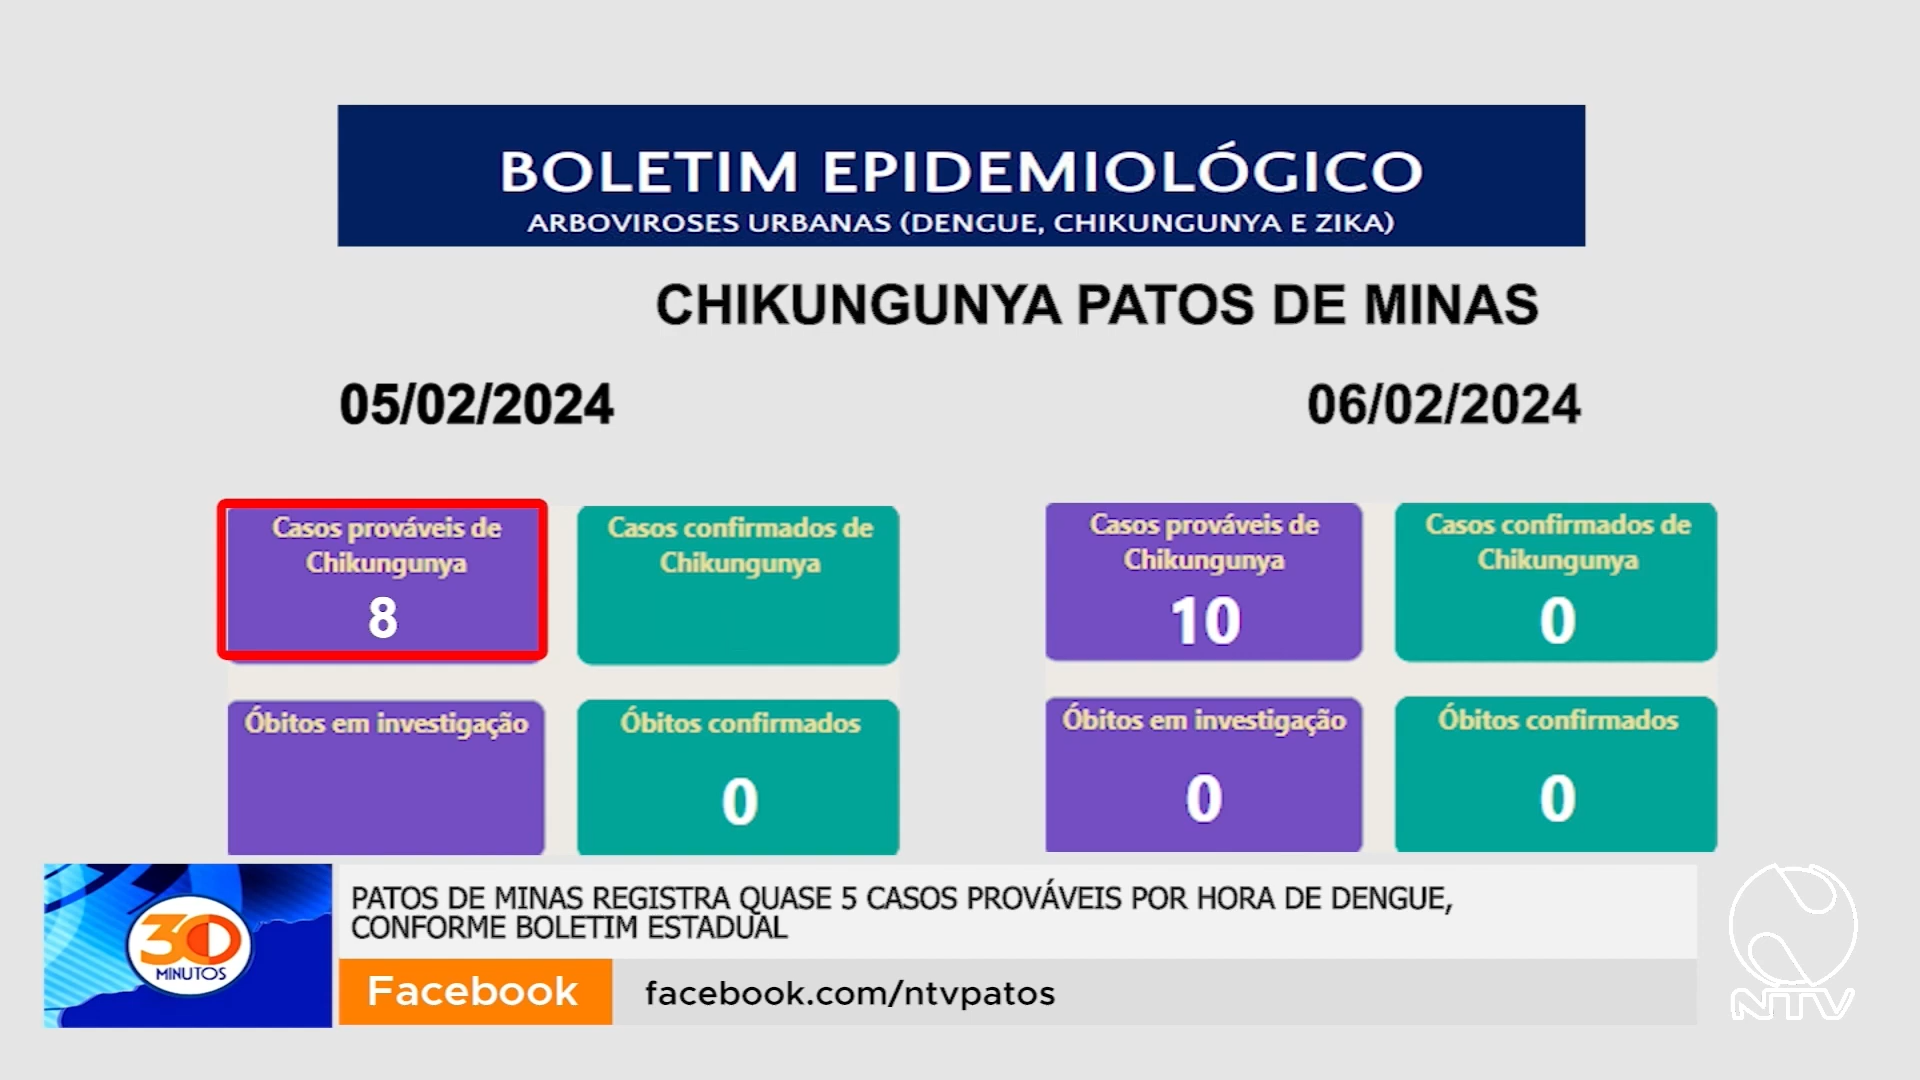 BOLETIM EPIDEMIOLÓGICO
ARBOVIROSES URBANAS (DENGUE, CHIKUNGUNYA E ZIKA)
CHIKUNGUNYA PATOS DE MINAS
05/02/2024
06/02/2024
Casos prováveis de
Chikungunya
8
Casos confirmados de
Chikungunya
Óbitos em investigação
Óbitos confirmados
0
Casos prováveis de
Chikungunya
10
Casos confirmados de
Chikungunya
0
Óbitos em investigação
0
Óbitos confirmados
0
30
MINUTOS
PATOS DE MINAS REGISTRA QUASE 5 CASOS PROVÁVEIS POR HORA DE DENGUE,
CONFORME BOLETIM ESTADUAL
Facebook
facebook.com/ntvpatos
NTV